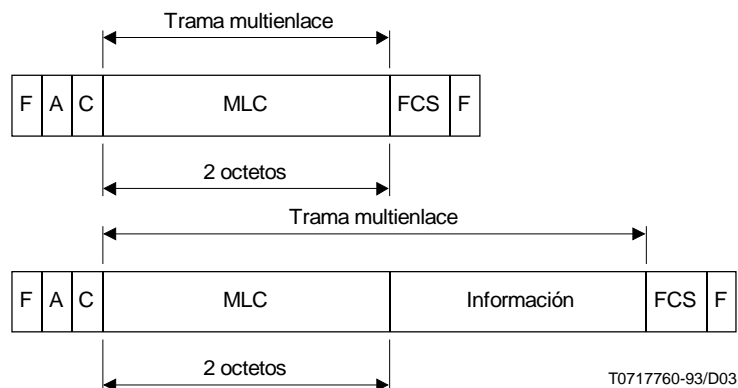 Trama multienlace
F A C MLC FCS F
2 octetos
Trama multienlace
F A C MLC Información FCS F
2 octetos
T0717760-93/D03